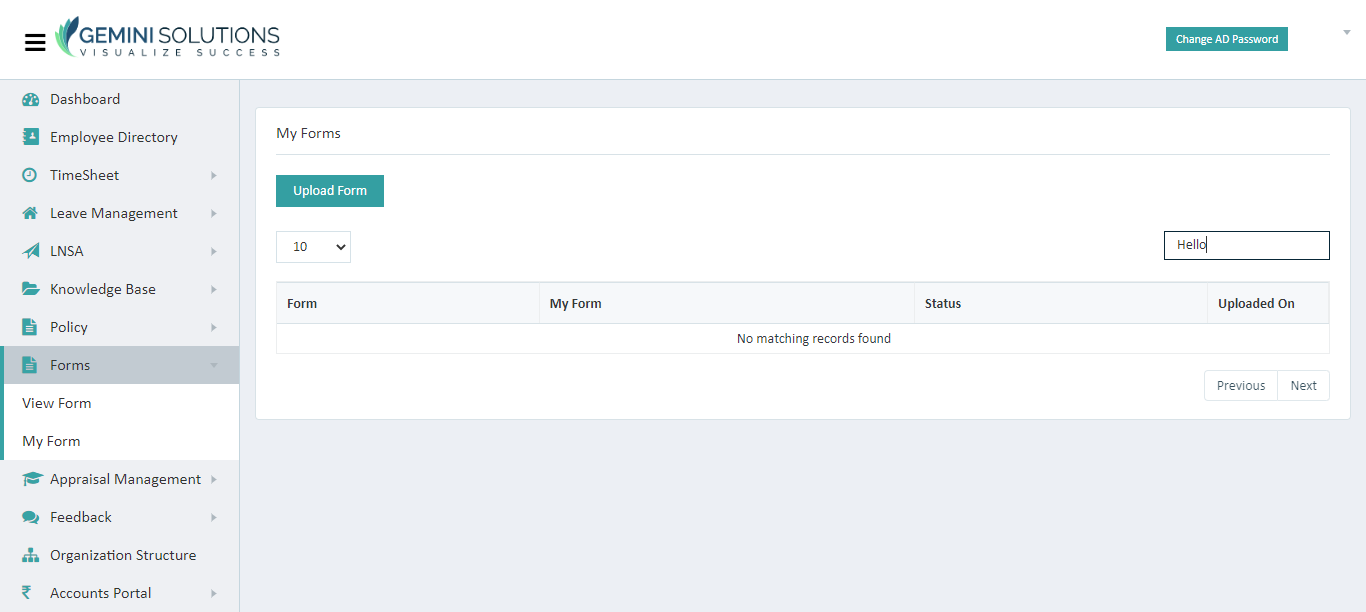 GEMINI SOLUTIONS
VISUALIZE SUCCESS
Change AD Password
Dashboard
Employee Directory
TimeSheet
Leave Management
LNSA
Knowledge Base
Policy
Forms
View Form
My Form
Appraisal Management
Feedback
Organization Structure
Accounts Portal
My Forms
Upload Form
10
Hello
Form My Form Status Uploaded On
No matching records found
Previous Next